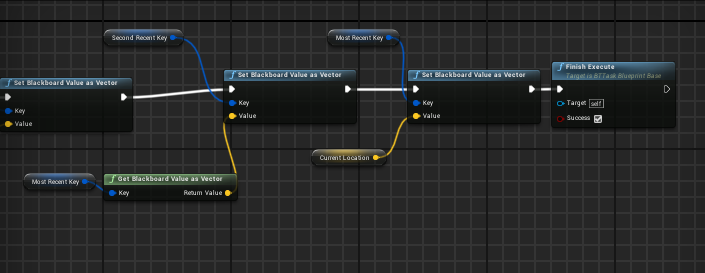 Second Recent Key
Most Recent Key
Finish Execute
Target is BTTask Blueprint Base
Set Blackboard Value as Vector
Set Blackboard Value as Vector
Set Blackboard Value as Vector
Key
Value
Key
Value
Key
Value
Target self
Success
Current Location
Most Recent Key
Get Blackboard Value as Vector
Key Return Value